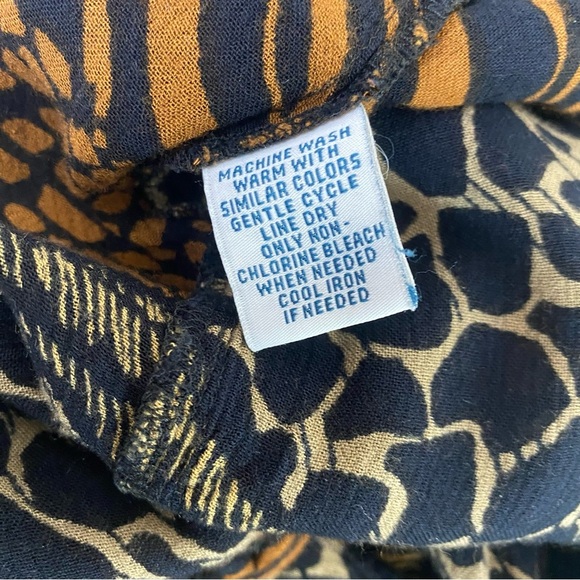 MACHINE WASH
WARM WITH
SIMILAR COLORS
GENTLE CYCLE
LINE DRY
ONLY NON-
CHLORINE BLEACH
WHEN NEEDED
COOL IRON
IF NEEDED